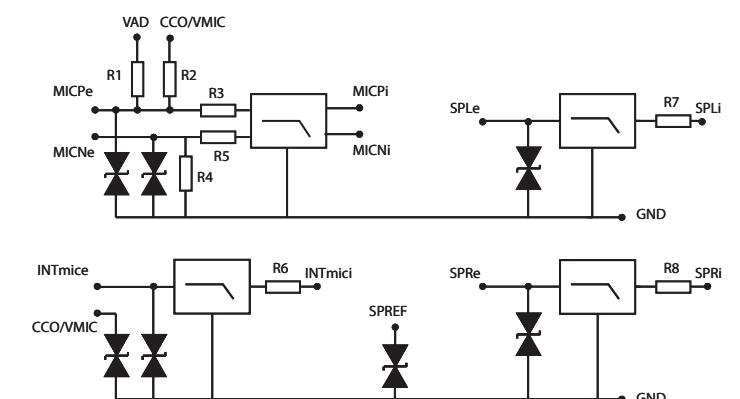 VAD CCO/VMIC
R1 R2
MICPe R3 MICPi
MICNe R5 MICNi
R4
SPLe R7 SPLi
GND
INTmice R6 INTmici
CCO/VMIC
SPREF
SPRe R8 SPRi
GND